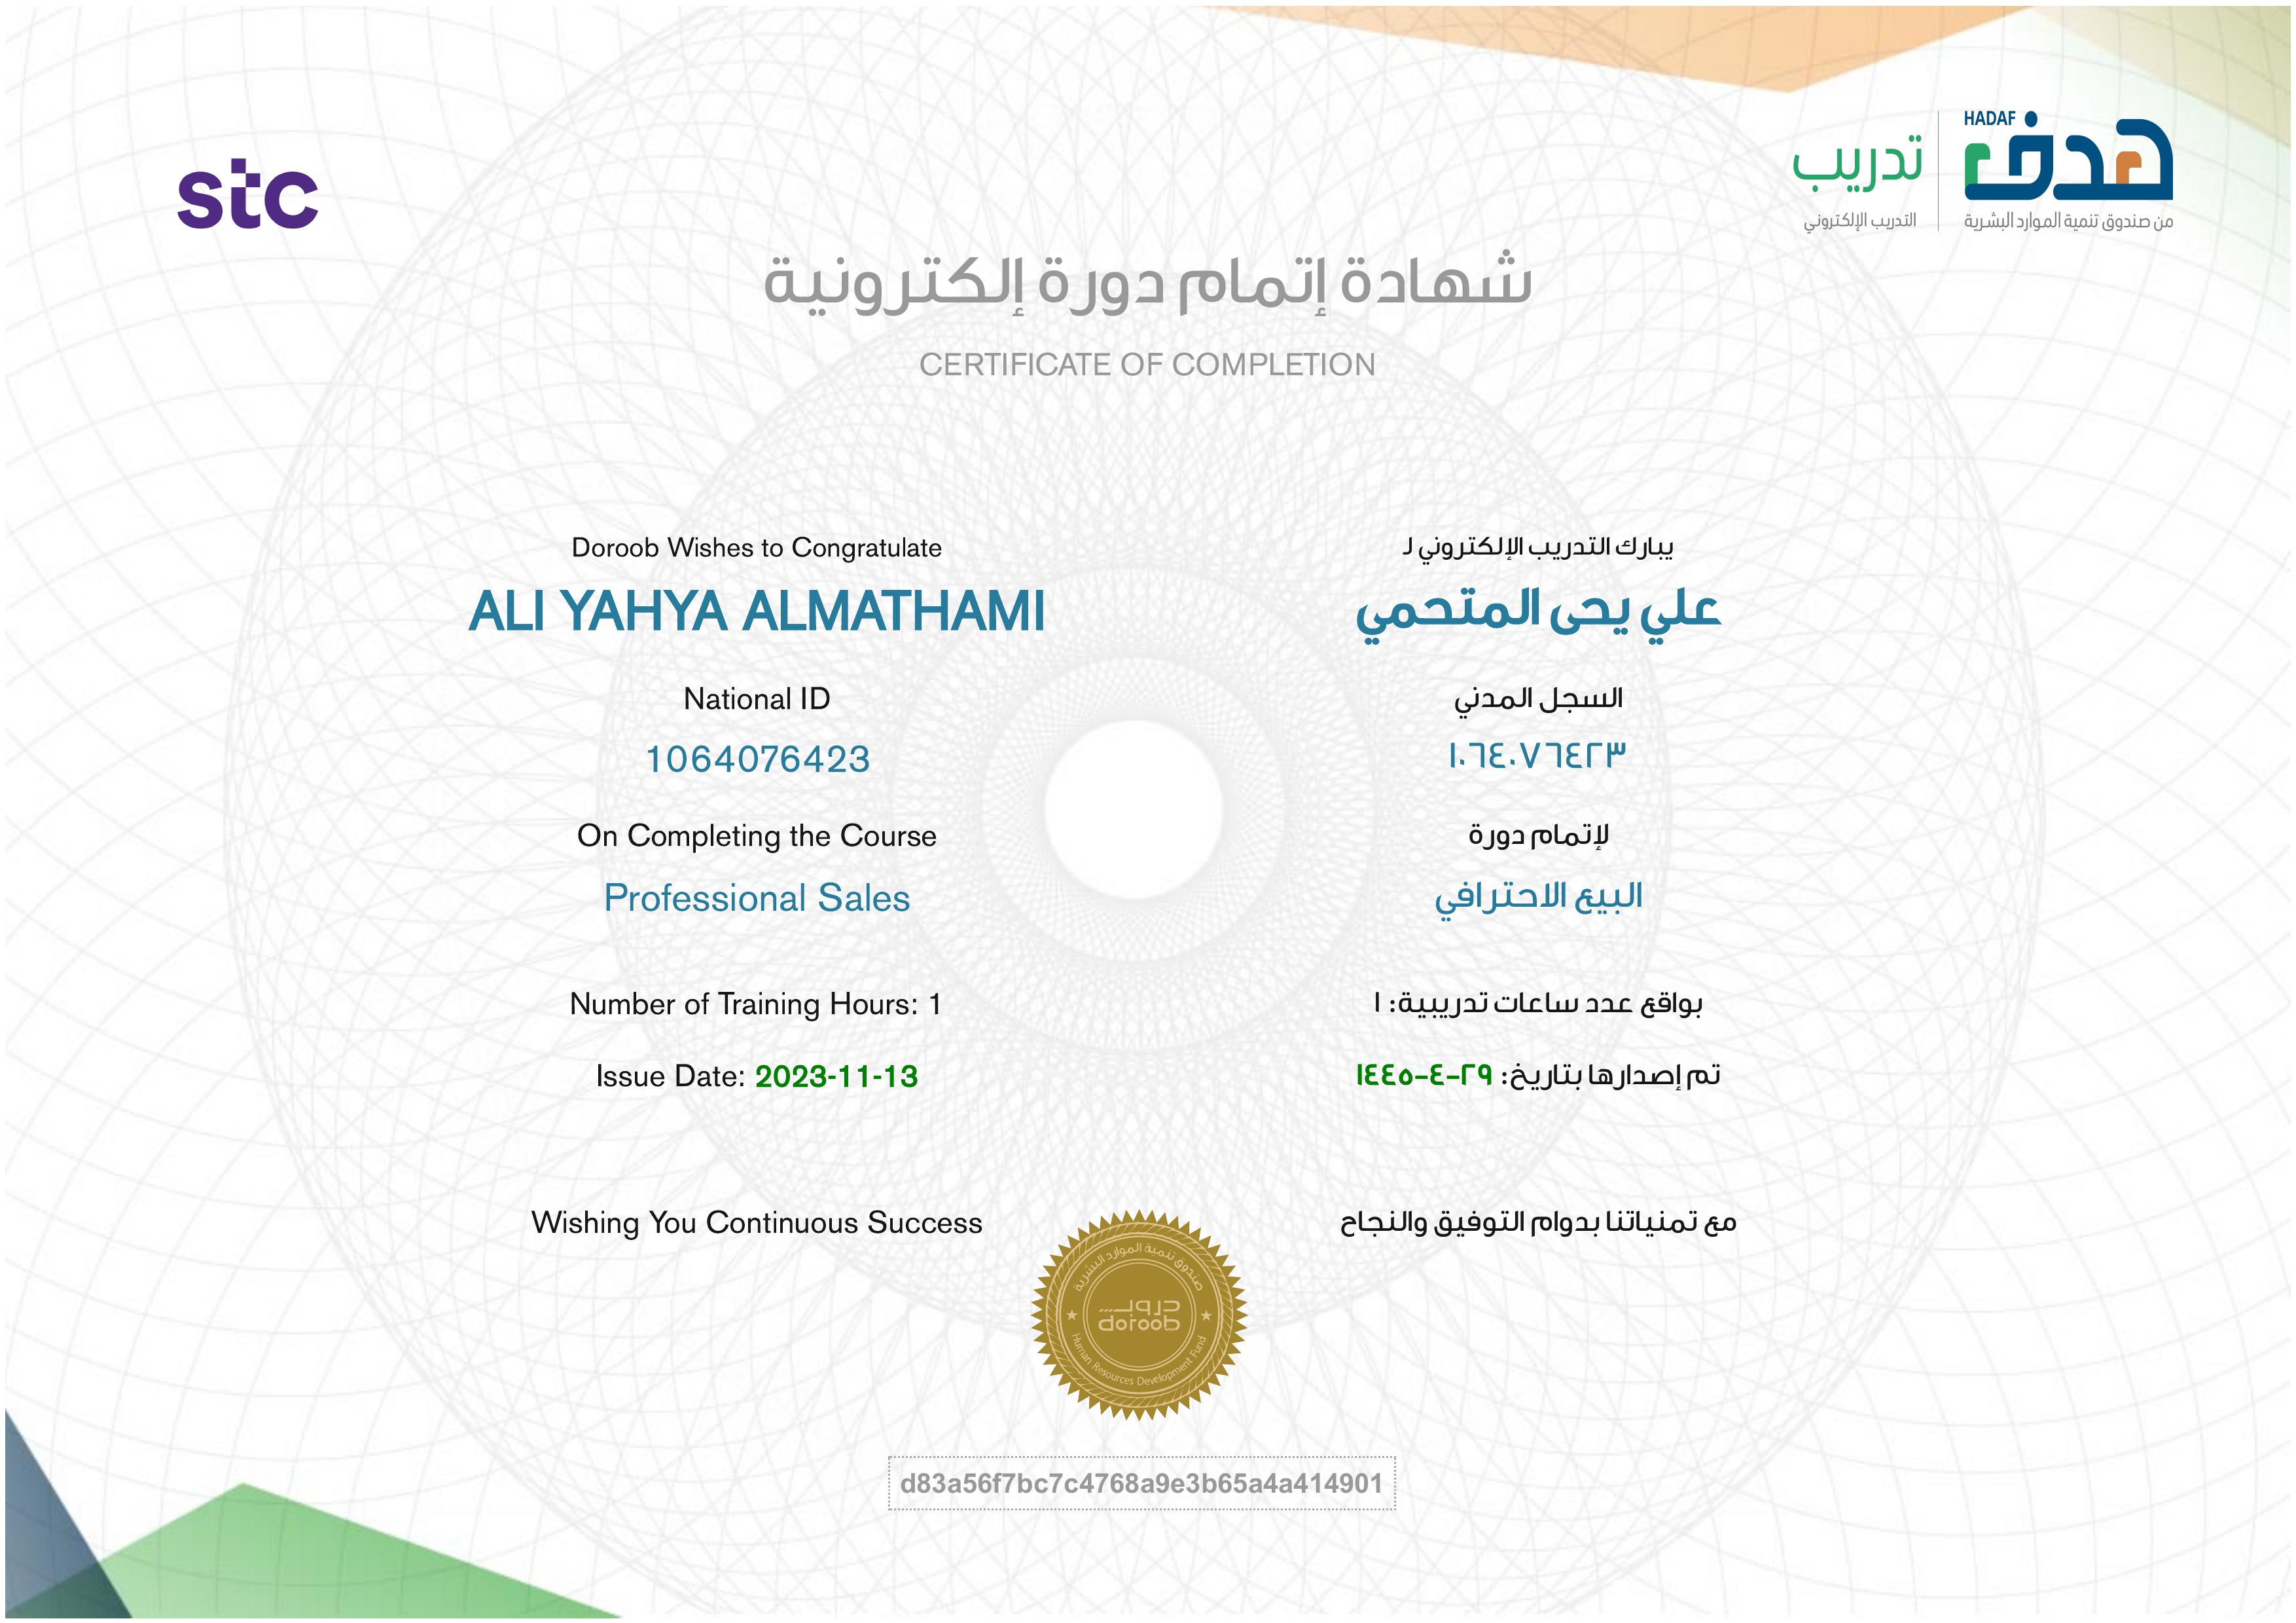 stc
HADAF
هدف
من صندوق تنمية الموارد البشرية
تدريب
التدريب الإلكتروني
شهادة إتمام دورة إلكترونية
CERTIFICATE OF COMPLETION
يبارك التدريب الإلكتروني لـ
علي يحى المتحمي
السجل المدني
١٠٦٤٠٧٦٤٢٣
لإتمام دورة
البيع الاحترافي
بواقع عدد ساعات تدريبية: ١
تم إصدارها بتاريخ: ٢٩-٤-١٤٤٥
مع تمنياتنا بدوام التوفيق والنجاح
Doroob Wishes to Congratulate
ALI YAHYA ALMATHAMI
National ID
1064076423
On Completing the Course
Professional Sales
Number of Training Hours: 1
Issue Date: 2023-11-13
Wishing You Continuous Success
صندوق تنمية الموارد البشرية
دروب
doroob
Human Resources Development Fund
d83a56f7bc7c4768a9e3b65a4a414901